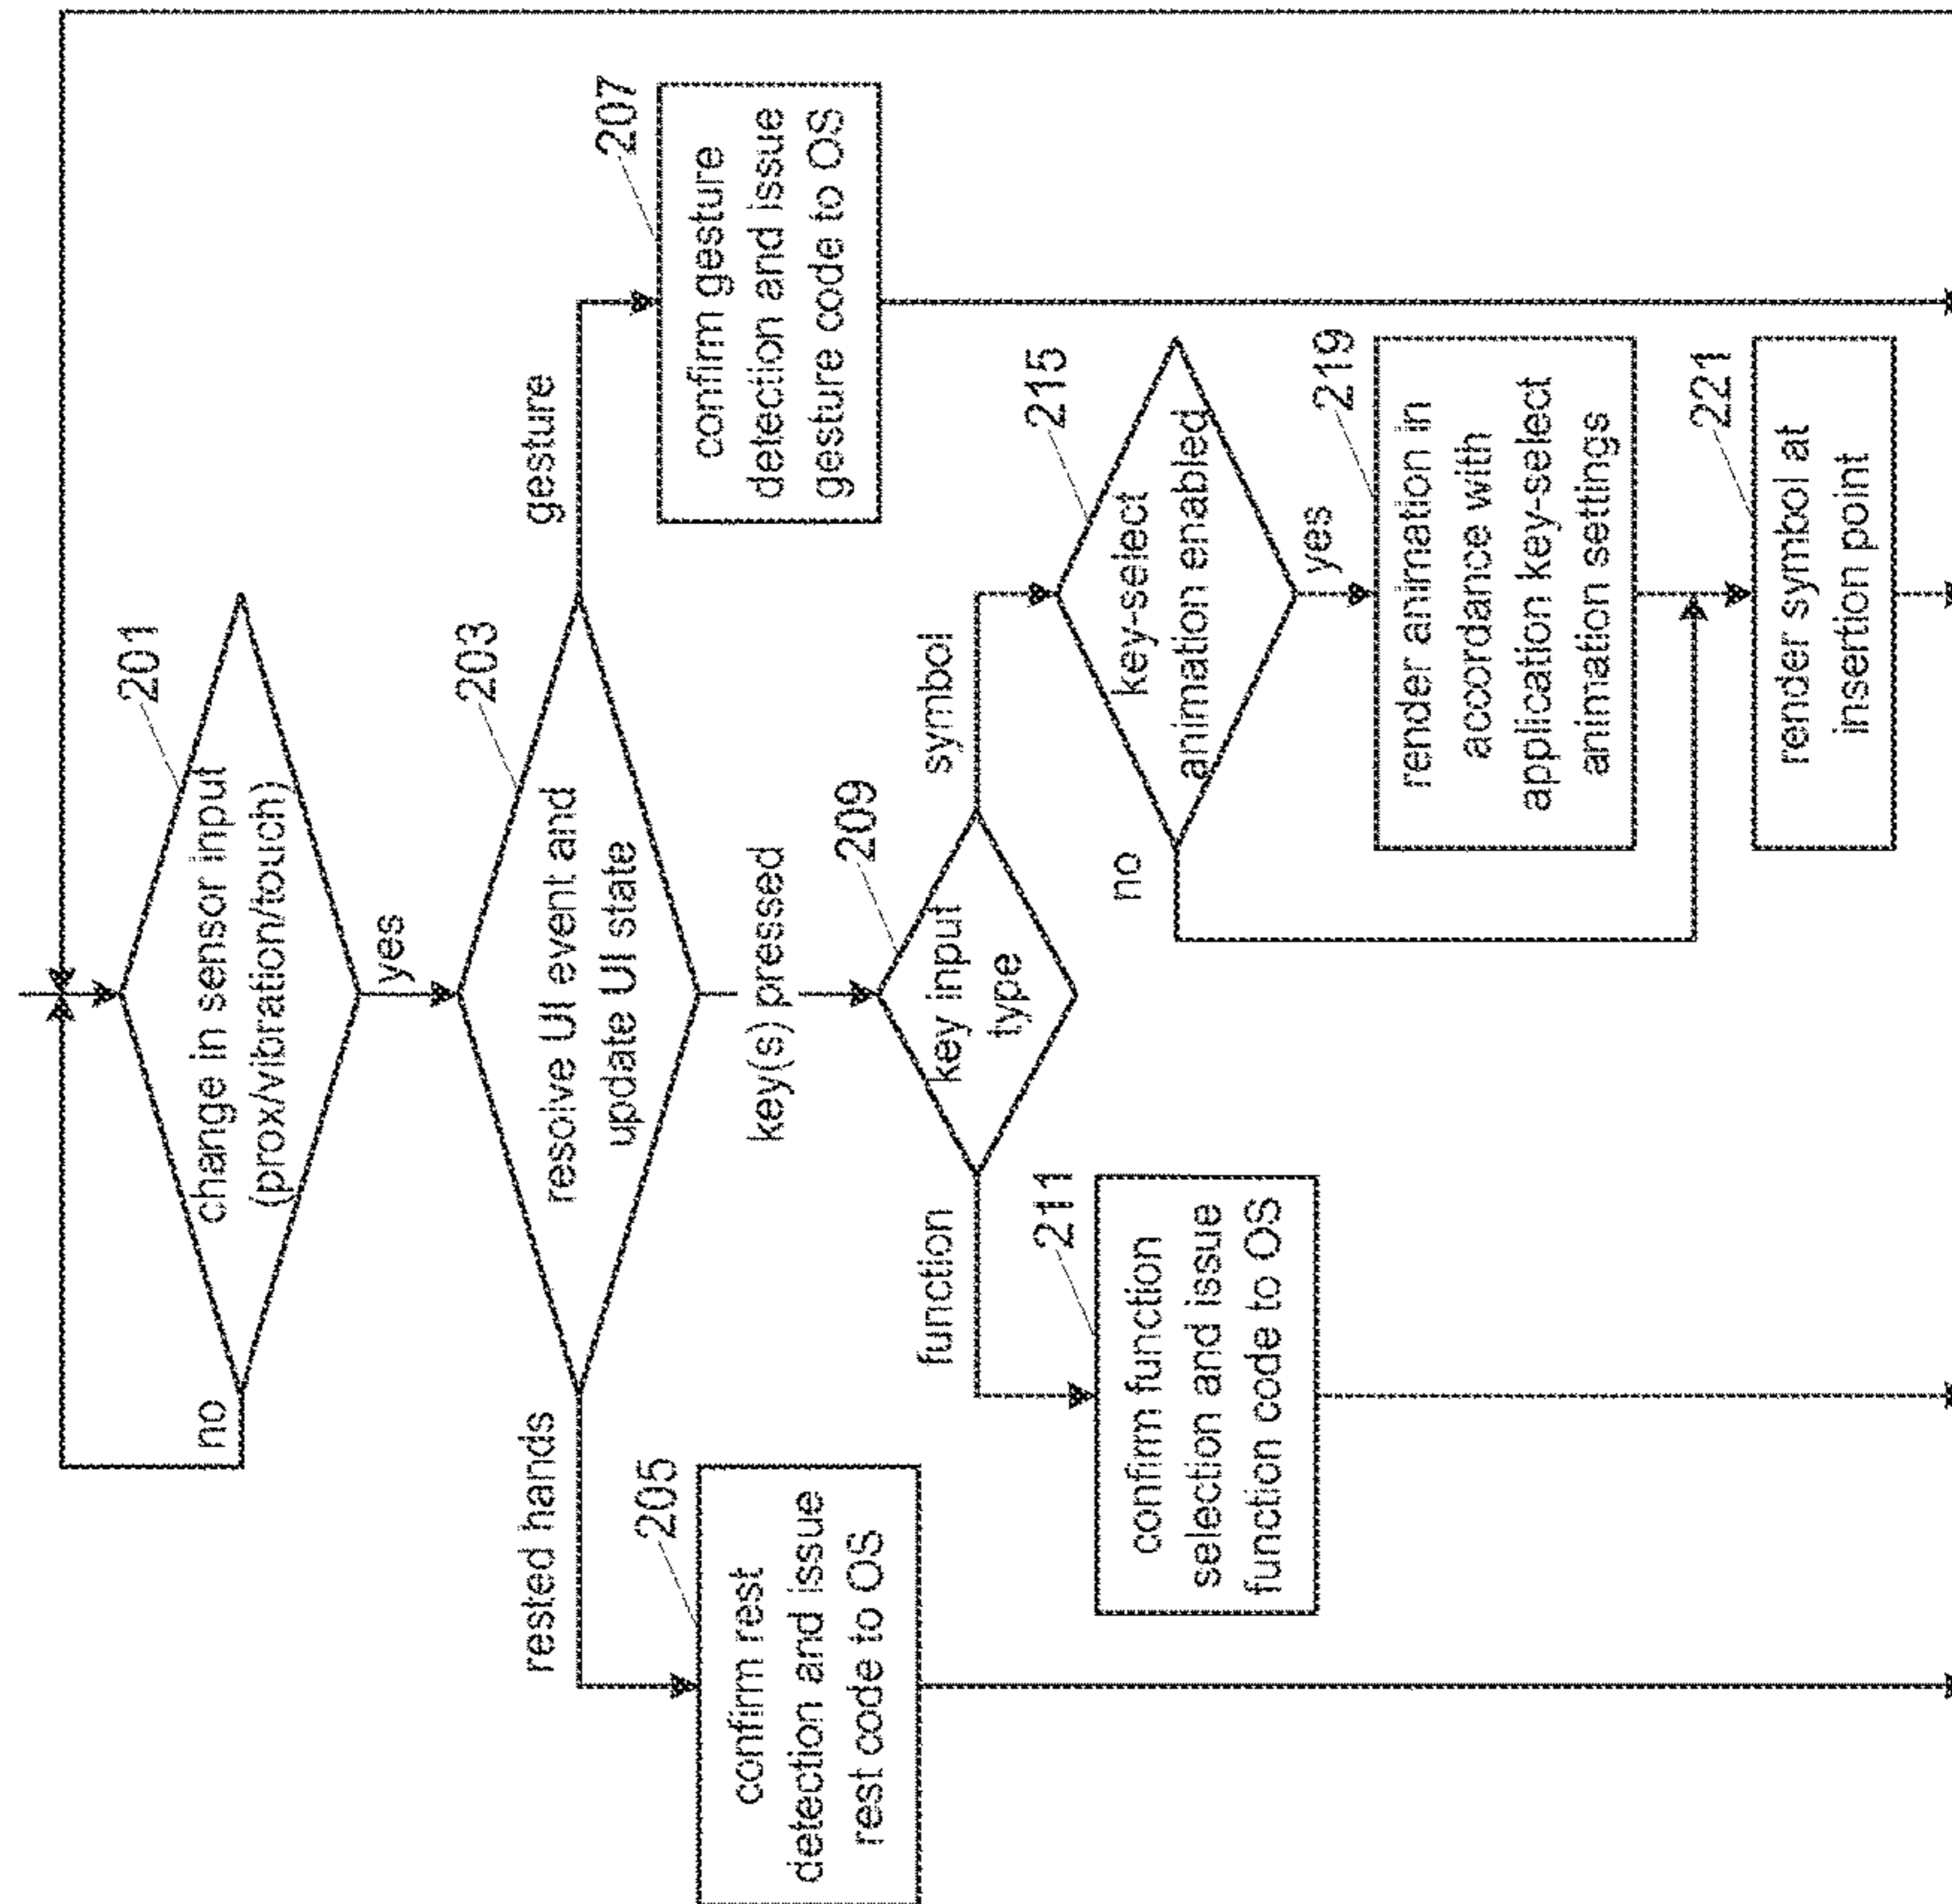 201
change in sensor input
(prox/vibration/touch)
no
yes
203
resolve UI event and
update UI state
rested hands
gesture
key(s) pressed
205
confirm rest
detection and issue
rest code to OS
207
confirm gesture
detection and issue
gesture code to OS
209
key input
type
function
symbol
211
confirm function
selection and issue
function code to OS
215
key-select
animation enabled
no
yes
219
render animation in
accordance with
application key-select
animation settings
221
render symbol at
insertion point